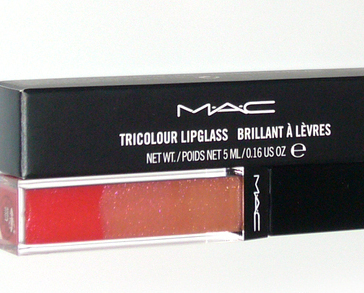 M·A·C
TRICOLOUR LIPGLASS BRILLANT À LÈVRES
NET WT./POIDS NET 5 ML/0.16 US OZ ℮
M·A·C